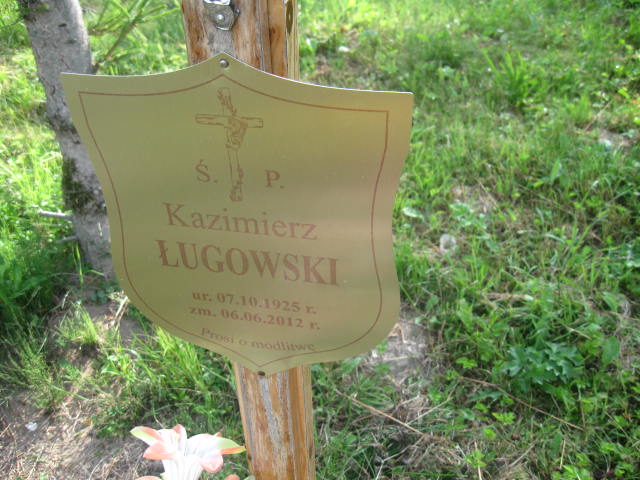 Ś. P.
Kazimierz
ŁUGOWSKI
ur. 07.10.1925 r.
zm. 06.06.2012 r.
Prosi o modlitwę